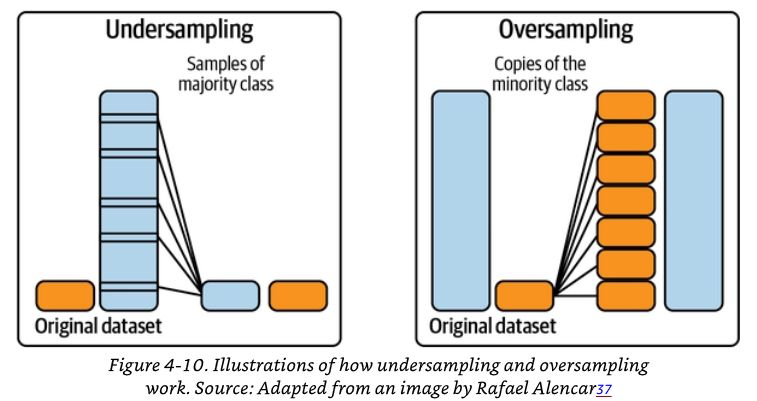 Undersampling
Samples of
majority class
Original dataset
Oversampling
Copies of the
minority class
Original dataset
Figure 4-10. Illustrations of how undersampling and oversampling
work. Source: Adapted from an image by Rafael Alencar37